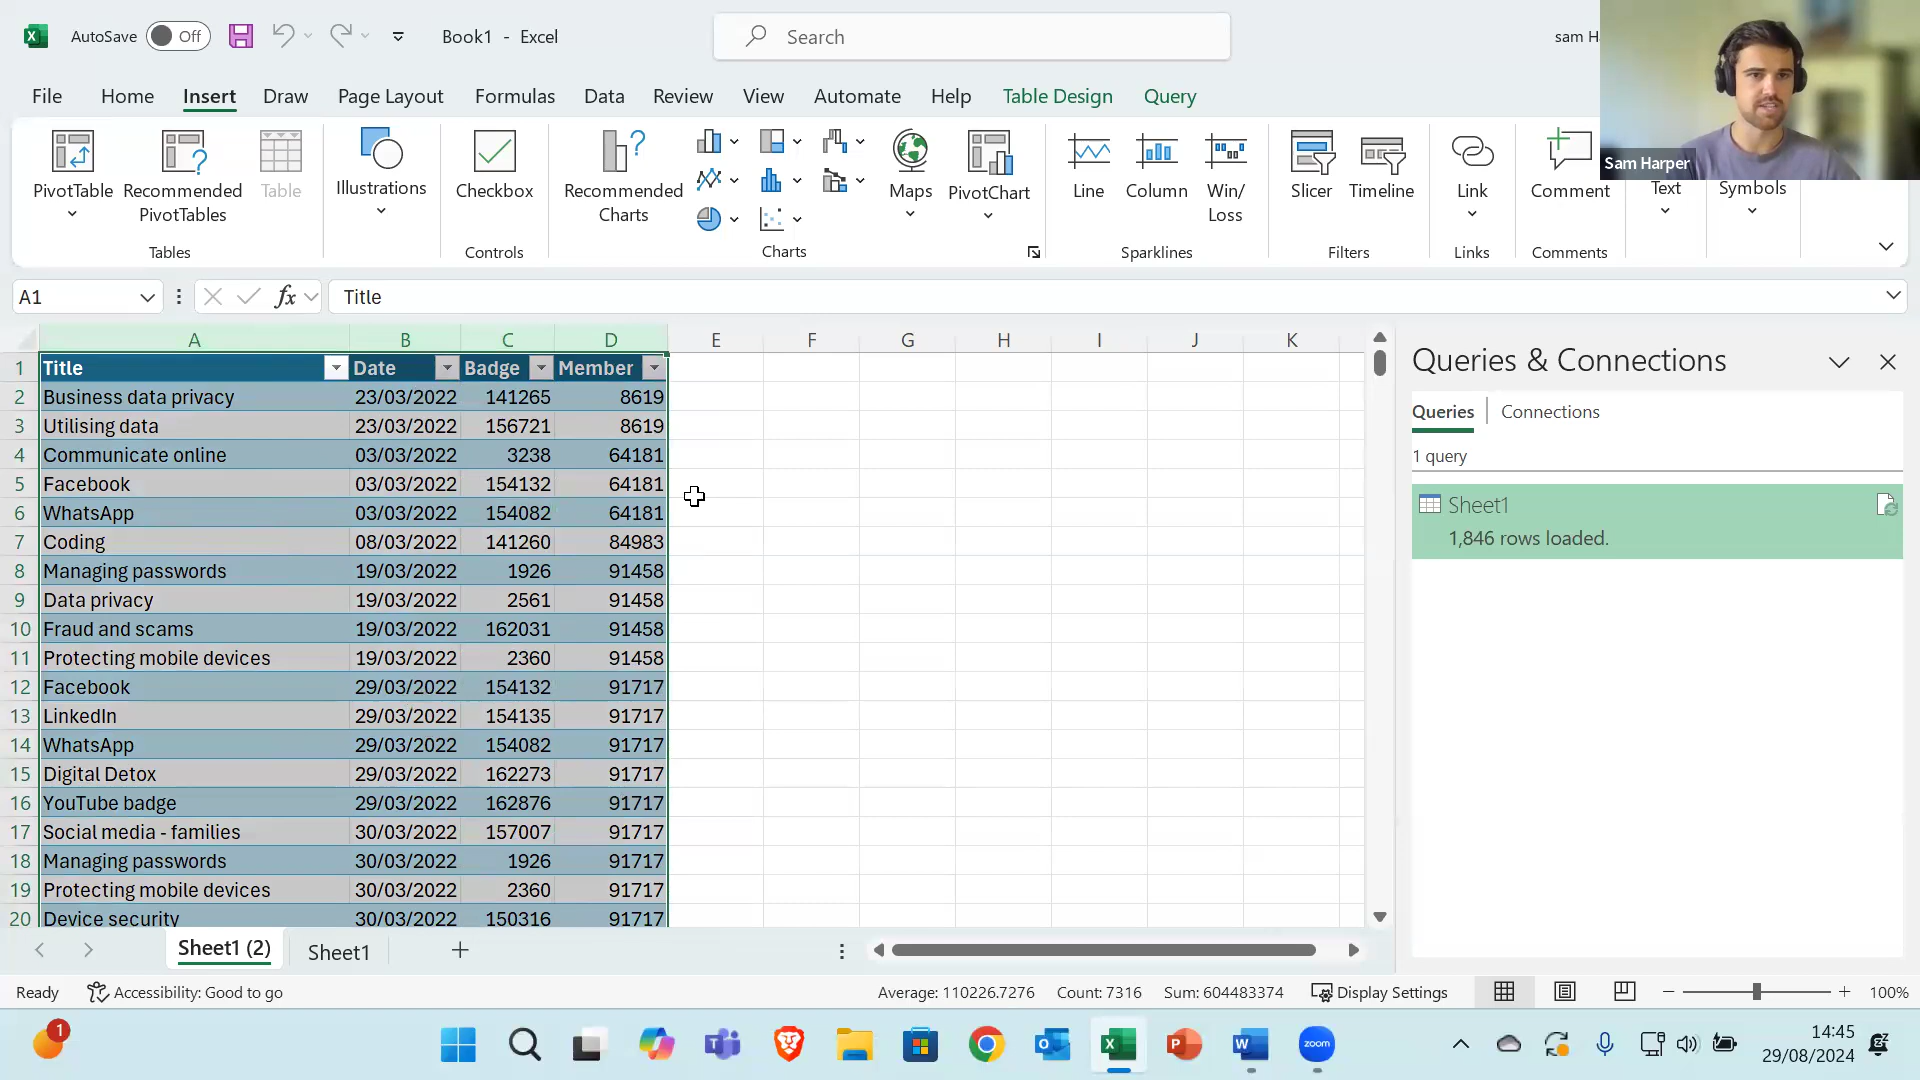 AutoSave Off Book1 - Excel Search sam H
File Home Insert Draw Page Layout Formulas Data Review View Automate Help Table Design Query
PivotTable Recommended PivotTables Table Illustrations Checkbox Recommended Charts Maps PivotChart Line Column Win/ Loss Slicer Timeline Link Comment Text Symbols
Sam Harper
Tables Controls Charts Sparklines Filters Links Comments
A1 fx Title
A B C D E F G H I J K
1 Title Date Badge Member
2 Business data privacy 23/03/2022 141265 8619
3 Utilising data 23/03/2022 156721 8619
4 Communicate online 03/03/2022 3238 64181
5 Facebook 03/03/2022 154132 64181
6 WhatsApp 03/03/2022 154082 64181
7 Coding 08/03/2022 141260 84983
8 Managing passwords 19/03/2022 1926 91458
9 Data privacy 19/03/2022 2561 91458
10 Fraud and scams 19/03/2022 162031 91458
11 Protecting mobile devices 19/03/2022 2360 91458
12 Facebook 29/03/2022 154132 91717
13 LinkedIn 29/03/2022 154135 91717
14 WhatsApp 29/03/2022 154082 91717
15 Digital Detox 29/03/2022 162273 91717
16 YouTube badge 29/03/2022 162876 91717
17 Social media - families 30/03/2022 157007 91717
18 Managing passwords 30/03/2022 1926 91717
19 Protecting mobile devices 30/03/2022 2360 91717
20 Device security 30/03/2022 150316 91717
Queries & Connections
Queries Connections
1 query
Sheet1
1,846 rows loaded.
Sheet1 (2) Sheet1
Ready Accessibility: Good to go Average: 110226.7276 Count: 7316 Sum: 604483374 Display Settings 100%
1 zoom 14:45
29/08/2024